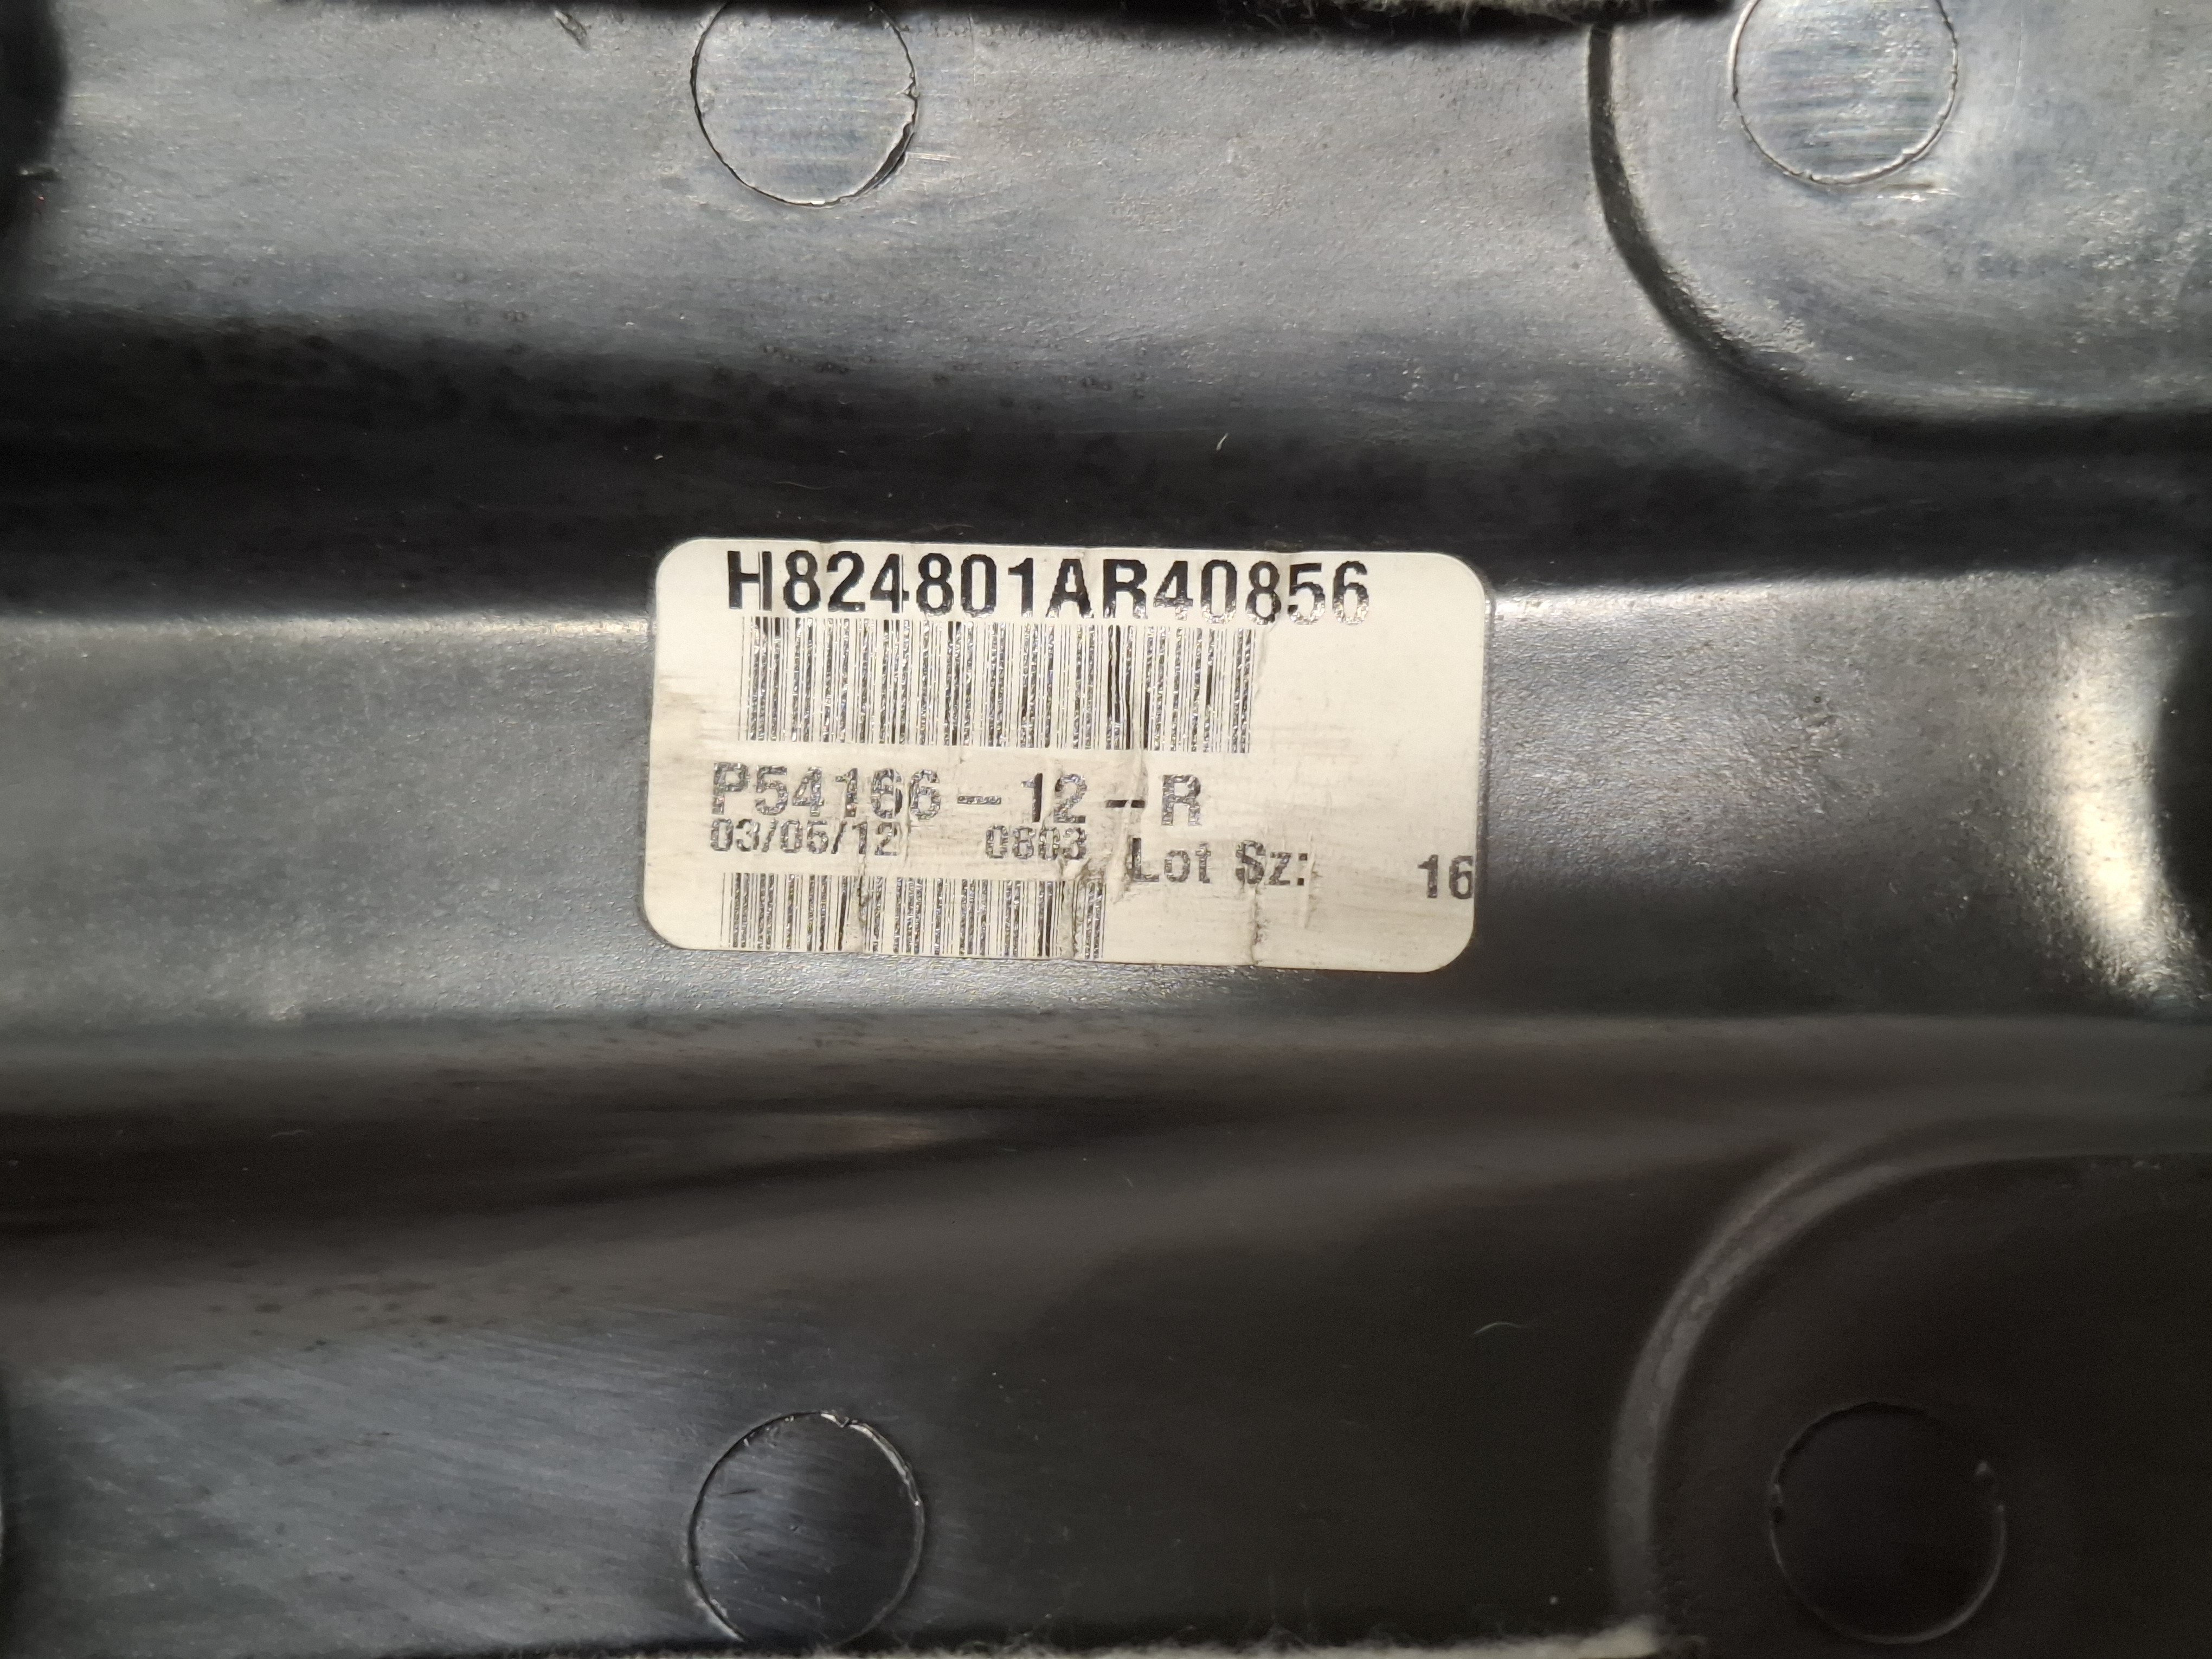 H824801AR40856
P54166-12-R
03/05/12 0803 Lot Sz: 16